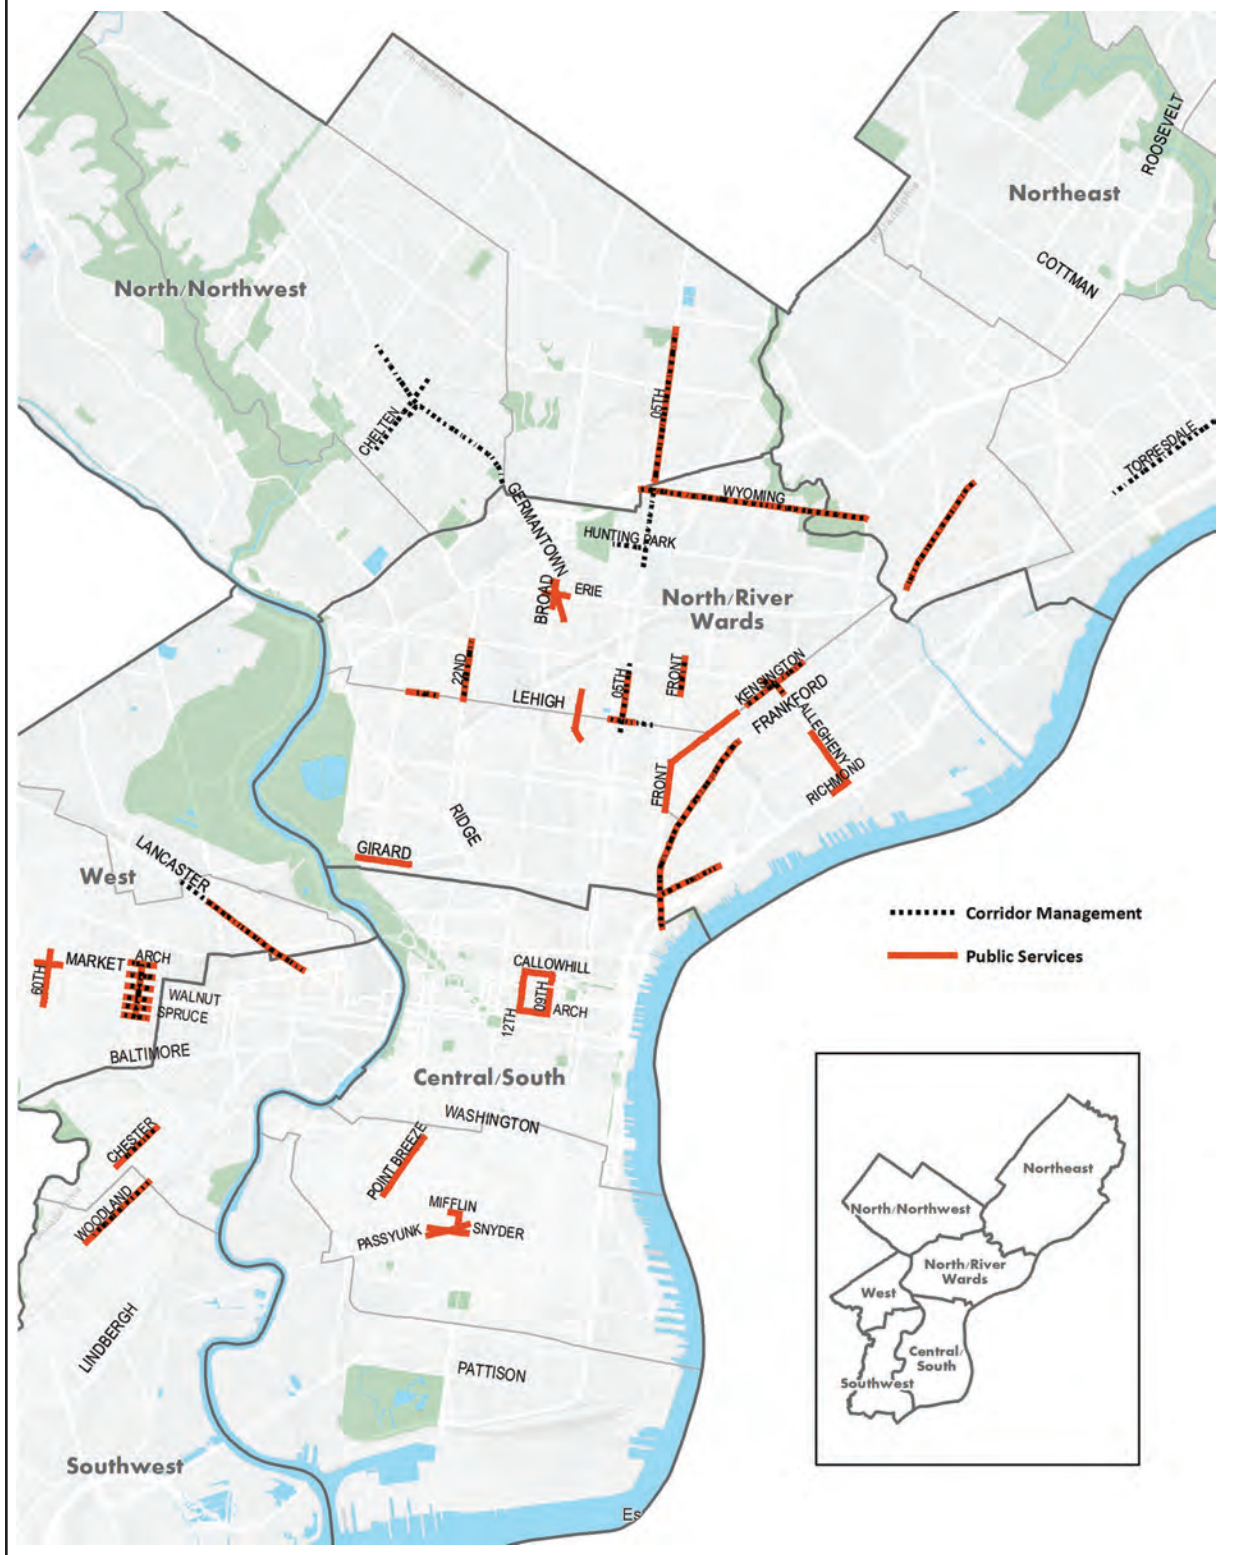 Philadelphia
ROOSEVELT
Northeast
Philadelphia
COTTMAN
North/Northwest
05TH
CHELTEN
TORRESDALE
GERMANTOWN
WYOMING
HUNTING PARK
BROAD
ERIE
North/River
Wards
22ND
05TH
FRONT
KENSINGTON
LEHIGH
FRANKFORD
ALLEGHENY
FRONT
RICHMOND
RIDGE
GIRARD
LANCASTER
West
Corridor Management
Public Services
60TH
MARKET
ARCH
WALNUT
SPRUCE
BALTIMORE
CALLOWHILL
09TH
12TH
ARCH
Central/South
WASHINGTON
CHESTER
POINT BREEZE
WOODLAND
MIFFLIN
PASSYUNK
SNYDER
LINDBERGH
PATTISON
Southwest
Es
Northeast
North/Northwest
North/River
Wards
West
Central/
South
Southwest